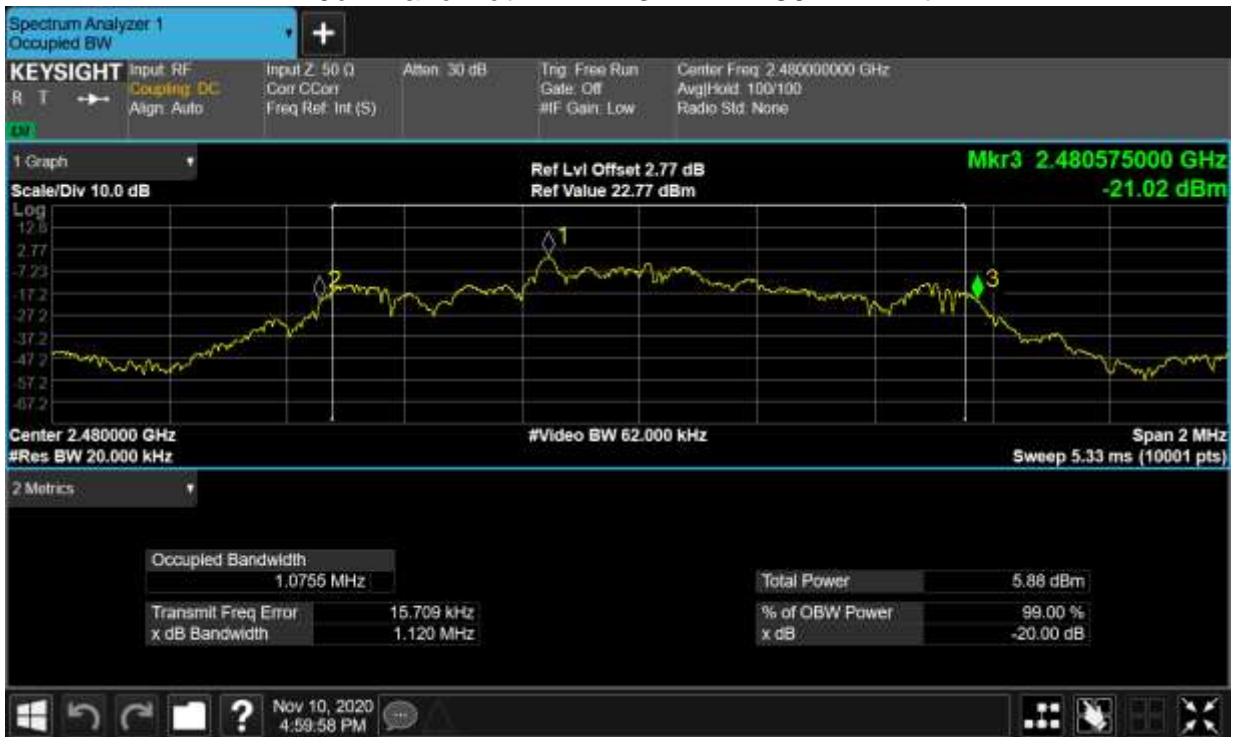 Spectrum Analyzer 1
Occupied BW
+
KEYSIGHT
R T
Input: RF
Coupling: DC
Align: Auto
Input Z: 50 Ω
Corr CCorr
Freq Ref: Int (S)
Atten: 30 dB
Trig: Free Run
Gate: Off
#IF Gain: Low
Center Freq: 2.480000000 GHz
Avg|Hold: 100/100
Radio Std: None
1 Graph
Scale/Div 10.0 dB
Ref Lvl Offset 2.77 dB
Ref Value 22.77 dBm
Mkr3 2.480575000 GHz
-21.02 dBm
Log
12.8
2.77
-7.23
-17.2
-27.2
-37.2
-47.2
-57.2
-67.2
1
2
3
Center 2.480000 GHz
#Video BW 62.000 kHz
Span 2 MHz
#Res BW 20.000 kHz
Sweep 5.33 ms (10001 pts)
2 Metrics
Occupied Bandwidth
1.0755 MHz
Total Power 5.88 dBm
Transmit Freq Error 15.709 kHz
% of OBW Power 99.00 %
x dB Bandwidth 1.120 MHz
x dB -20.00 dB
?
Nov 10, 2020
4:59:58 PM